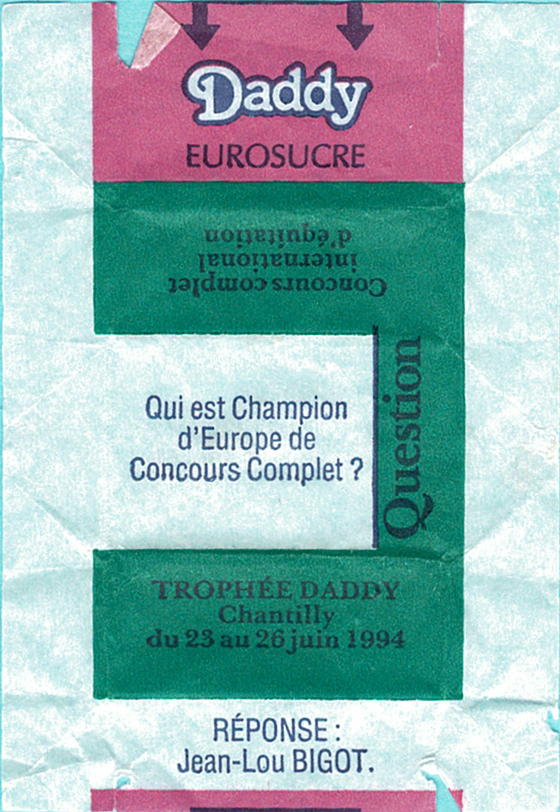 Daddy
EUROSUCRE
Concours complet
international
d'équitation
Question
Qui est Champion
d'Europe de
Concours Complet ?
TROPHÉE DADDY
Chantilly
du 23 au 26 juin 1994
RÉPONSE :
Jean-Lou BIGOT.